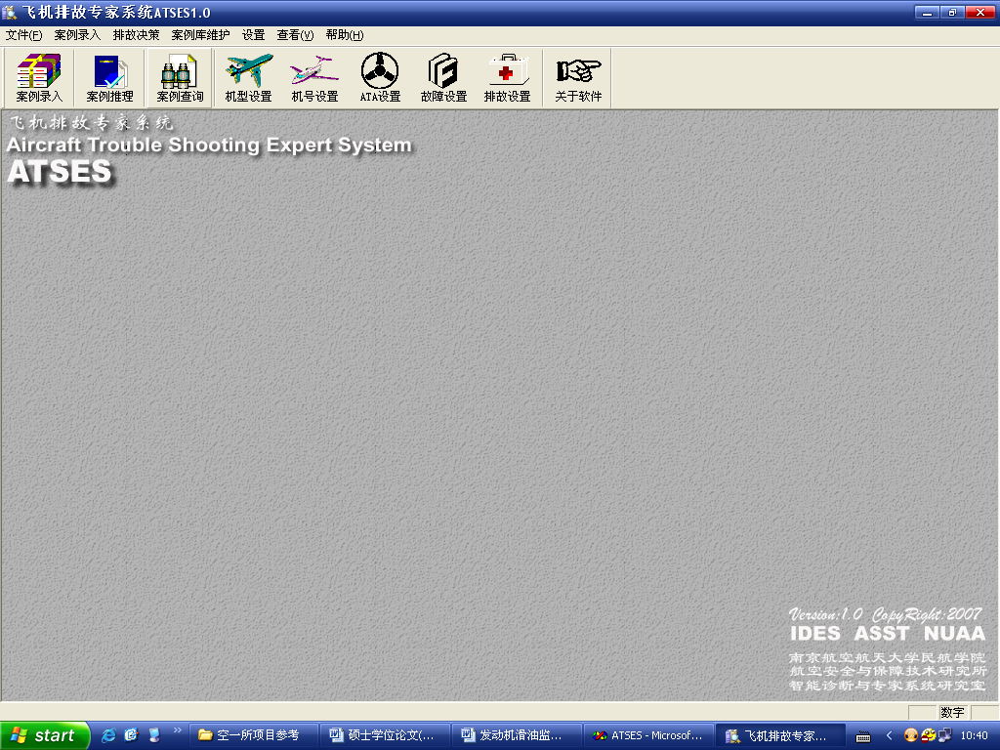 飞机排故专家系统ATSES1.0
文件(F) 案例录入 排故决策 案例库维护 设置 查看(V) 帮助(H)
案例录入 案例推理 案例查询 机型设置 机号设置 ATA设置 故障设置 排故设置 关于软件
飞机排故专家系统
Aircraft Trouble Shooting Expert System
ATSES
Version:1.0 CopyRight:2007
IDES ASST NUAA
南京航空航天大学民航学院
航空安全与保障技术研究所
智能诊断与专家系统研究室
数字
start 空一所项目参考 硕士学位论文(... 发动机滑油监... ATSES - Microsof... 飞机排故专家... 10:40